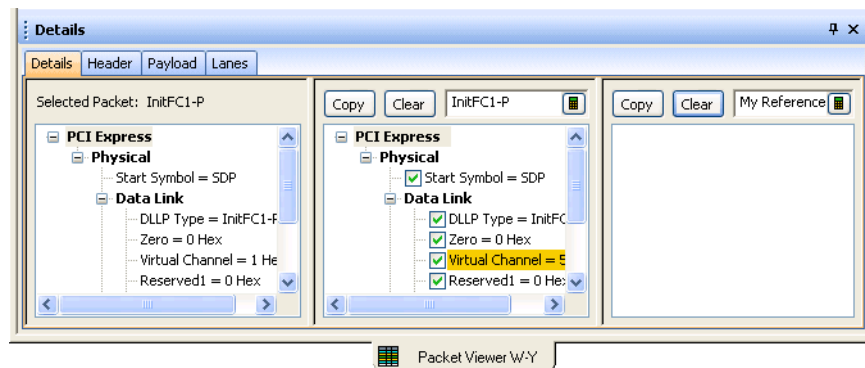 Details
Details Header Payload Lanes
Selected Packet: InitFC1-P
PCI Express
Physical
Start Symbol = SDP
Data Link
DLLP Type = InitFC1-P
Zero = 0 Hex
Virtual Channel = 1 He
Reserved1 = 0 Hex
Copy Clear InitFC1-P
PCI Express
Physical
Start Symbol = SDP
Data Link
DLLP Type = InitFC
Zero = 0 Hex
Virtual Channel = 5
Reserved1 = 0 He
Copy Clear My Reference
Packet Viewer W-Y